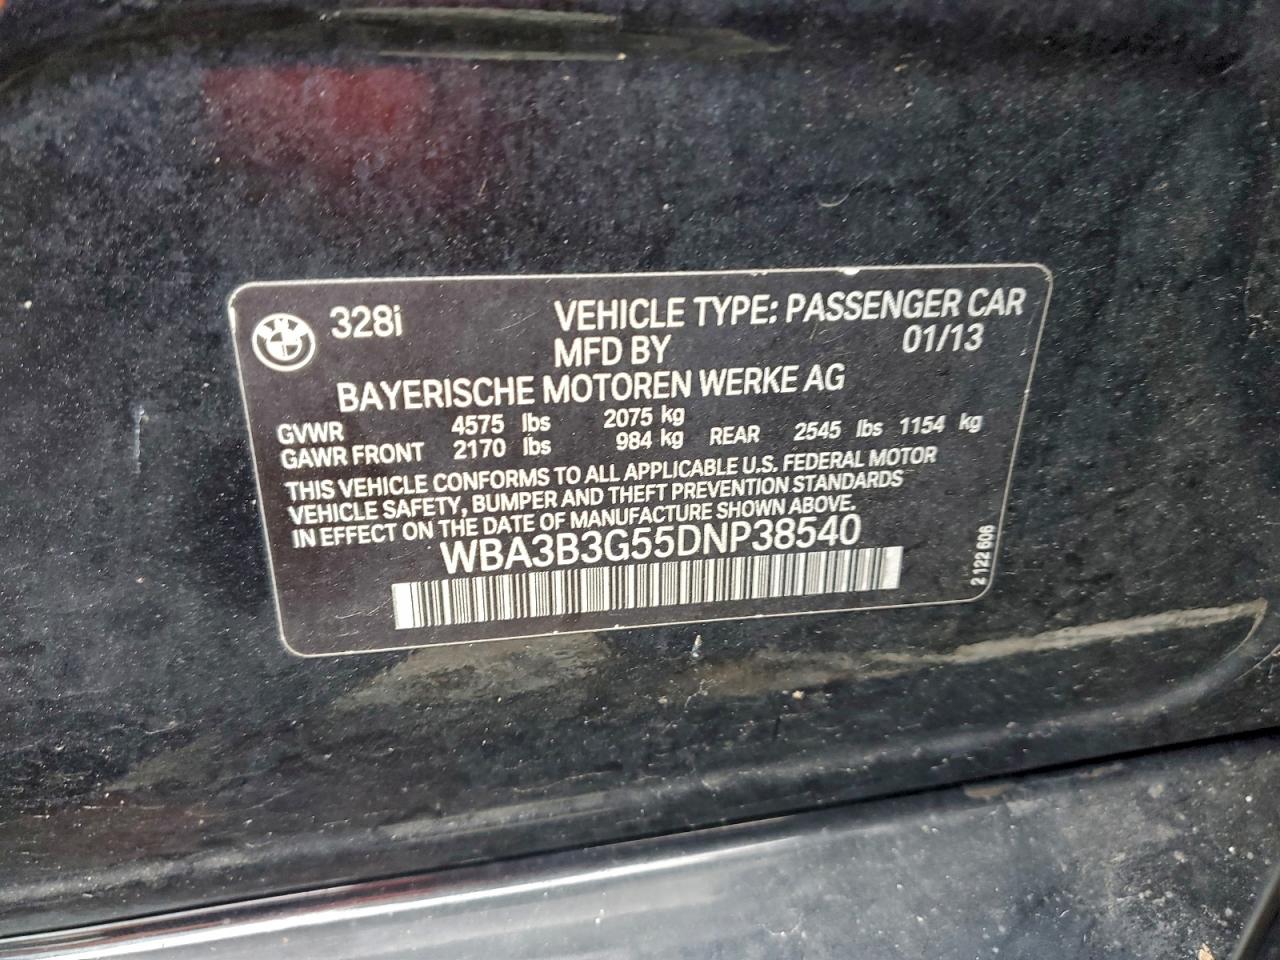 328i VEHICLE TYPE: PASSENGER CAR
MFD BY 01/13
BAYERISCHE MOTOREN WERKE AG
GVWR 4575 lbs 2075 kg
GAWR FRONT 2170 lbs 984 kg REAR 2545 lbs 1154 kg
THIS VEHICLE CONFORMS TO ALL APPLICABLE U.S. FEDERAL MOTOR
VEHICLE SAFETY, BUMPER AND THEFT PREVENTION STANDARDS
IN EFFECT ON THE DATE OF MANUFACTURE SHOWN ABOVE.
WBA3B3G55DNP38540
2 122 606